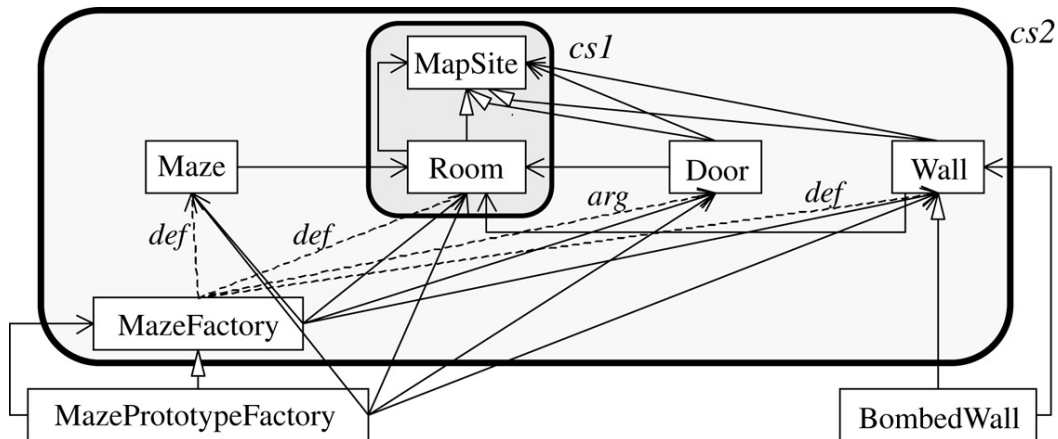 cs2
cs1
MapSite
Maze
Room
Door
Wall
def
def
arg
def
MazeFactory
MazePrototypeFactory
BombedWall